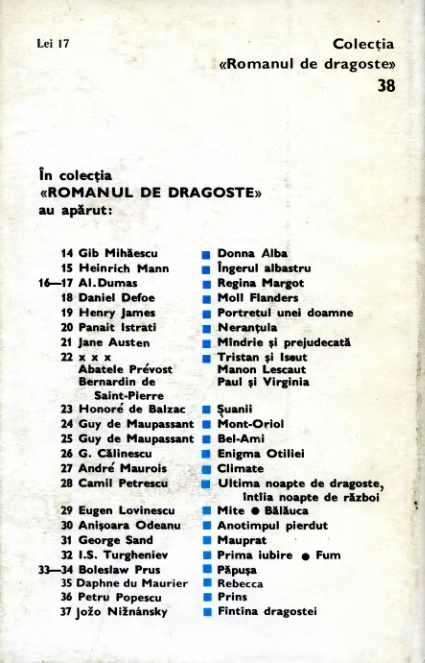 Lei 17
Colecția
«Romanul de dragoste»
38
În colecția
«ROMANUL DE DRAGOSTE»
au apărut:
14 Gib Mihăescu ■ Donna Alba
15 Heinrich Mann ■ Îngerul albastru
16—17 Al.Dumas ■ Regina Margot
18 Daniel Defoe ■ Moll Flanders
19 Henry James ■ Portretul unei doamne
20 Panait Istrati ■ Neranțula
21 Jane Austen ■ Mîndrie și prejudecată
22 x x x ■ Tristan și Iseut
Abatele Prévost Manon Lescaut
Bernardin de Paul și Virginia
Saint-Pierre
23 Honoré de Balzac ■ Șuanii
24 Guy de Maupassant ■ Mont-Oriol
25 Guy de Maupassant ■ Bel-Ami
26 G. Călinescu ■ Enigma Otiliei
27 André Maurois ■ Climate
28 Camil Petrescu ■ Ultima noapte de dragoste,
întîia noapte de război
29 Eugen Lovinescu ■ Mite ● Bălăuca
30 Anișoara Odeanu ■ Anotimpul pierdut
31 George Sand ■ Mauprat
32 I.S. Turgheniev ■ Prima iubire ● Fum
33—34 Boleslaw Prus ■ Păpușa
35 Daphne du Maurier ■ Rebecca
36 Petru Popescu ■ Prins
37 Jožo Nižnánsky ■ Fîntîna dragostei